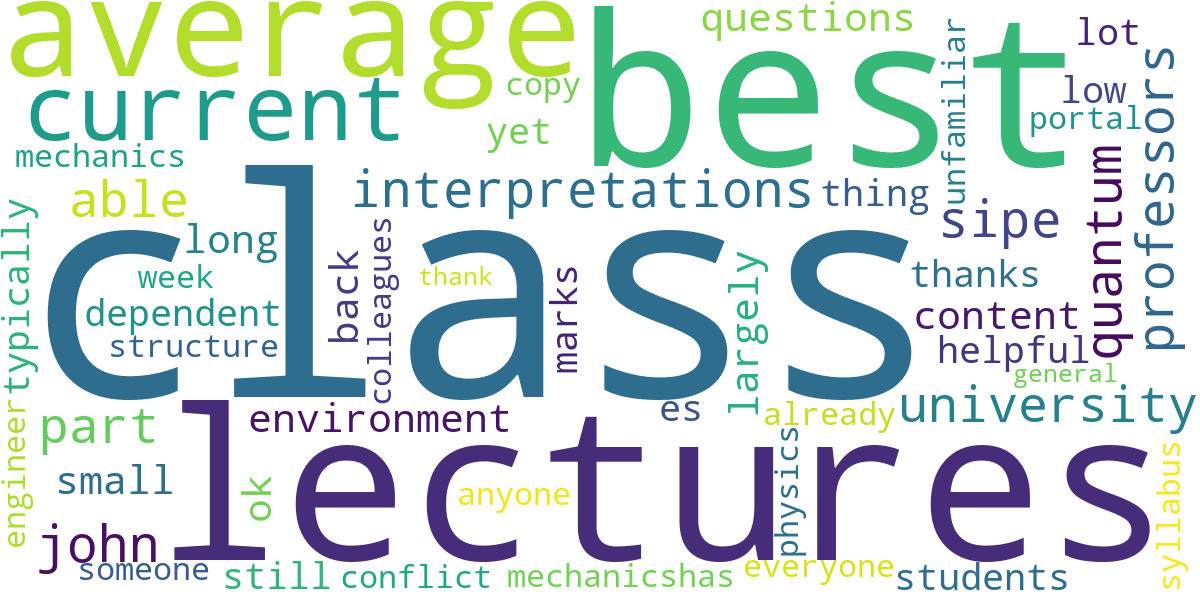 average
best
questions
unfamiliar
lot
current
copy
low
professors
yet
portal
mechanics
able
interpretations
thing
quantum
sipe
class
typically
long
colleagues
back
week
thank
marks
largely
thanks
dependent
content
structure
helpful
general
lectures
environment
es
already
university
part
engineer
physics
syllabus
small
ok
anyone
john
someone
still
conflict
mechanicshas
everyone
students